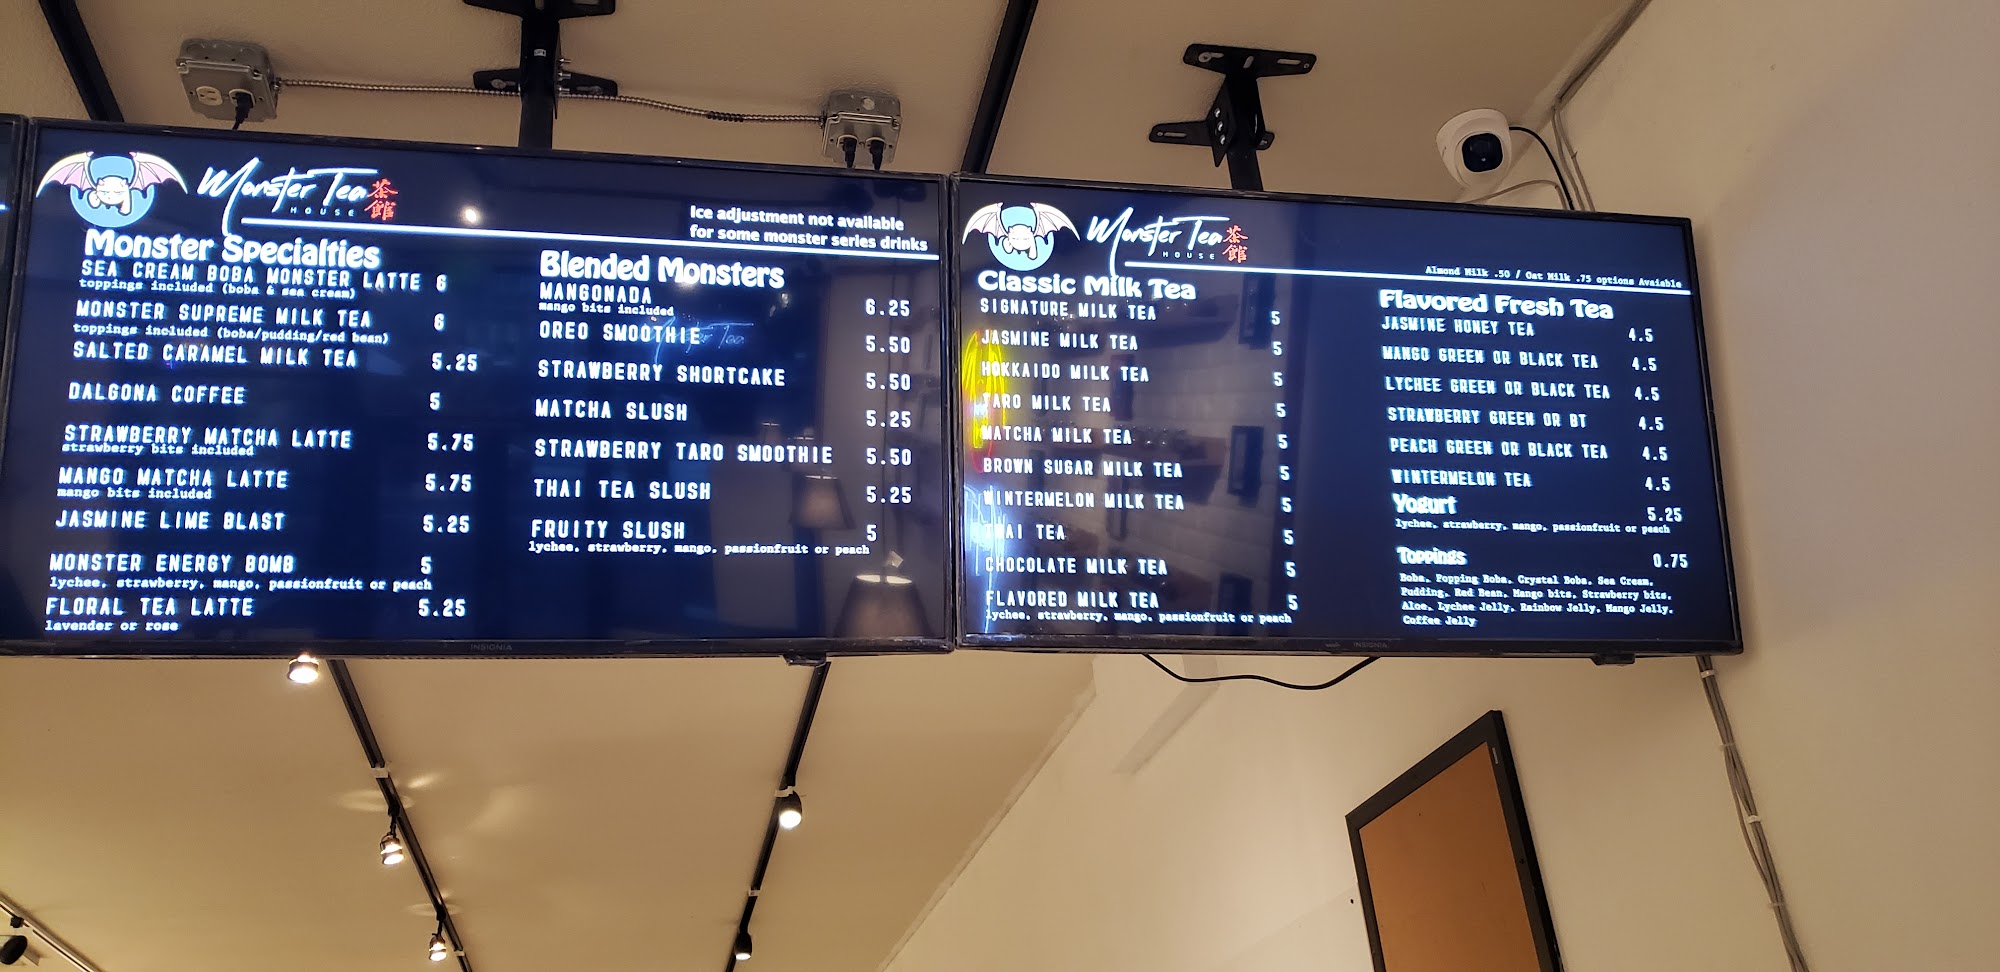 Monster Tea 茶館
HOUSE
Ice adjustment not available
for some monster series drinks
Monster Specialties
SEA CREAM BOBA MONSTER LATTE 6
toppings included (boba & sea cream)
MONSTER SUPREME MILK TEA 6
toppings included (boba/pudding/red bean)
SALTED CARAMEL MILK TEA 5.25
DALGONA COFFEE 5
STRAWBERRY MATCHA LATTE 5.75
strawberry bits included
MANGO MATCHA LATTE 5.75
mango bits included
JASMINE LIME BLAST 5.25
MONSTER ENERGY BOMB 5
lychee, strawberry, mango, passionfruit or peach
FLORAL TEA LATTE 5.25
lavender or rose
Blended Monsters
MANGONADA 6.25
mango bits included
OREO SMOOTHIE 5.50
STRAWBERRY SHORTCAKE 5.50
MATCHA SLUSH 5.25
STRAWBERRY TARO SMOOTHIE 5.50
THAI TEA SLUSH 5.25
FRUITY SLUSH 5
lychee, strawberry, mango, passionfruit or peach
INSIGNIA
Monster Tea 茶館
HOUSE
Almond Milk .50 / Oat Milk .75 options Avaiable
Classic Milk Tea
SIGNATURE MILK TEA 5
JASMINE MILK TEA 5
HOKKAIDO MILK TEA 5
TARO MILK TEA 5
MATCHA MILK TEA 5
BROWN SUGAR MILK TEA 5
WINTERMELON MILK TEA 5
THAI TEA 5
CHOCOLATE MILK TEA 5
FLAVORED MILK TEA 5
lychee, strawberry, mango, passionfruit or peach
Flavored Fresh Tea
JASMINE HONEY TEA 4.5
MANGO GREEN OR BLACK TEA 4.5
LYCHEE GREEN OR BLACK TEA 4.5
STRAWBERRY GREEN OR BT 4.5
PEACH GREEN OR BLACK TEA 4.5
WINTERMELON TEA 4.5
Yogurt 5.25
lychee, strawberry, mango, passionfruit or peach
Toppings 0.75
Boba, Popping Boba, Crystal Boba, Sea Cream,
Pudding, Red Bean, Mango bits, Strawberry bits,
Aloe, Lychee Jelly, Rainbow Jelly, Mango Jelly,
Coffee Jelly
INSIGNIA